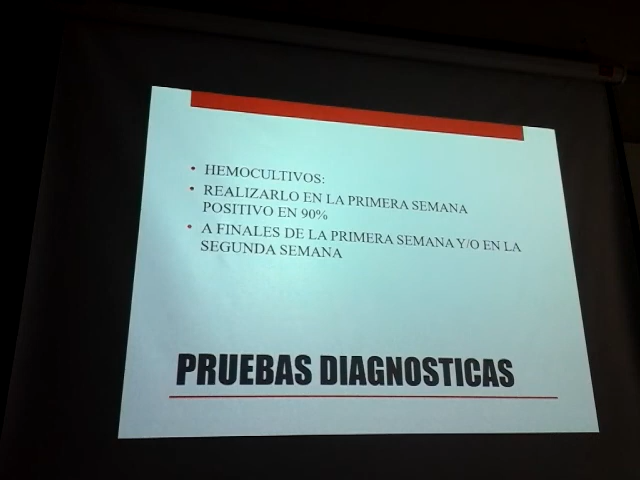 • HEMOCULTIVOS:
• REALIZARLO EN LA PRIMERA SEMANA
POSITIVO EN 90%
• A FINALES DE LA PRIMERA SEMANA Y/O EN LA
SEGUNDA SEMANA
PRUEBAS DIAGNOSTICAS